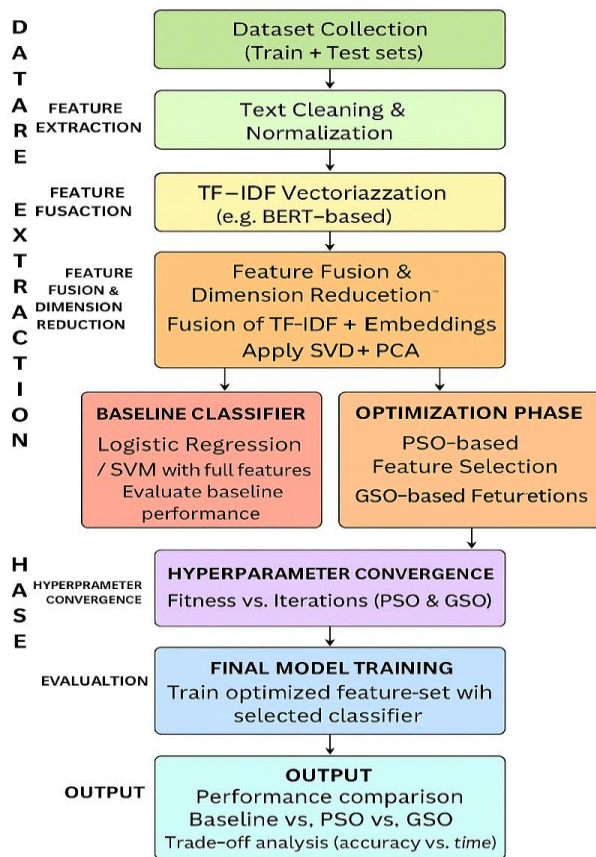 DATARE EXTRACTION
Dataset Collection
(Train + Test sets)
FEATURE
EXTRACTION
Text Cleaning &
Normalization
FEATURE
FUSACTION
TF–IDF Vectoriazzation
(e.g. BERT–based)
FEATURE
FUSION &
DIMENSION
REDUCTION
Feature Fusion &
Dimension Reducetion
Fusion of TF-IDF + Embeddings
Apply SVD + PCA
BASELINE CLASSIFIER
Logistic Regression
/ SVM with full features
Evaluate baseline
performance
OPTIMIZATION PHASE
PSO-based
Feature Selection
GSO-based Feturetions
HASE
HYPERPRAMETER
CONVERGENCE
HYPERPARAMETER CONVERGENCE
Fitness vs. Iterations (PSO & GSO)
EVALUALTION
FINAL MODEL TRAINING
Train optimized feature-set wih
selected classifier
OUTPUT
OUTPUT
Performance comparison
Baseline vs, PSO vs, GSO
Trade-off analysis (accuracy vs. time)